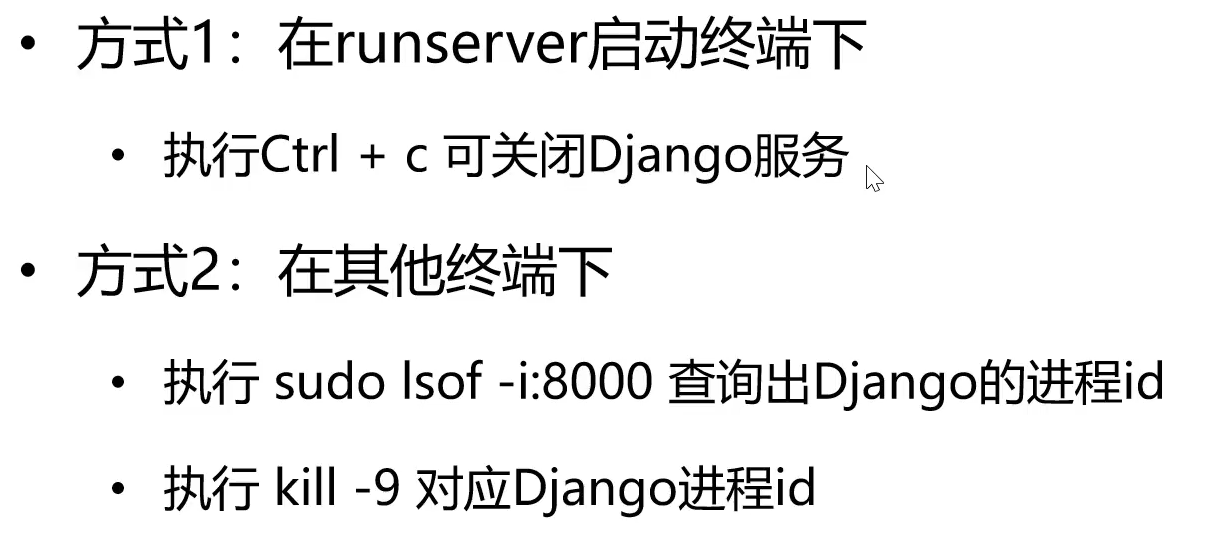 • 方式1：在runserver启动终端下
• 执行Ctrl + c 可关闭Django服务
• 方式2：在其他终端下
• 执行 sudo lsof -i:8000 查询出Django的进程id
• 执行 kill -9 对应Django进程id